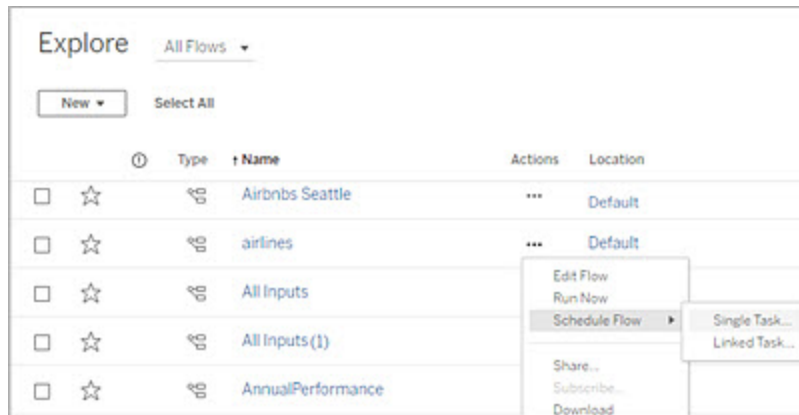 Explore All Flows
New Select All
Type Name Actions Location
Airbnbs Seattle ... Default
airlines ... Default
Edit Flow
All Inputs Run Now
Schedule Flow Single Task...
All Inputs (1) Linked Task...
Share...
AnnualPerformance Subscribe...
Download